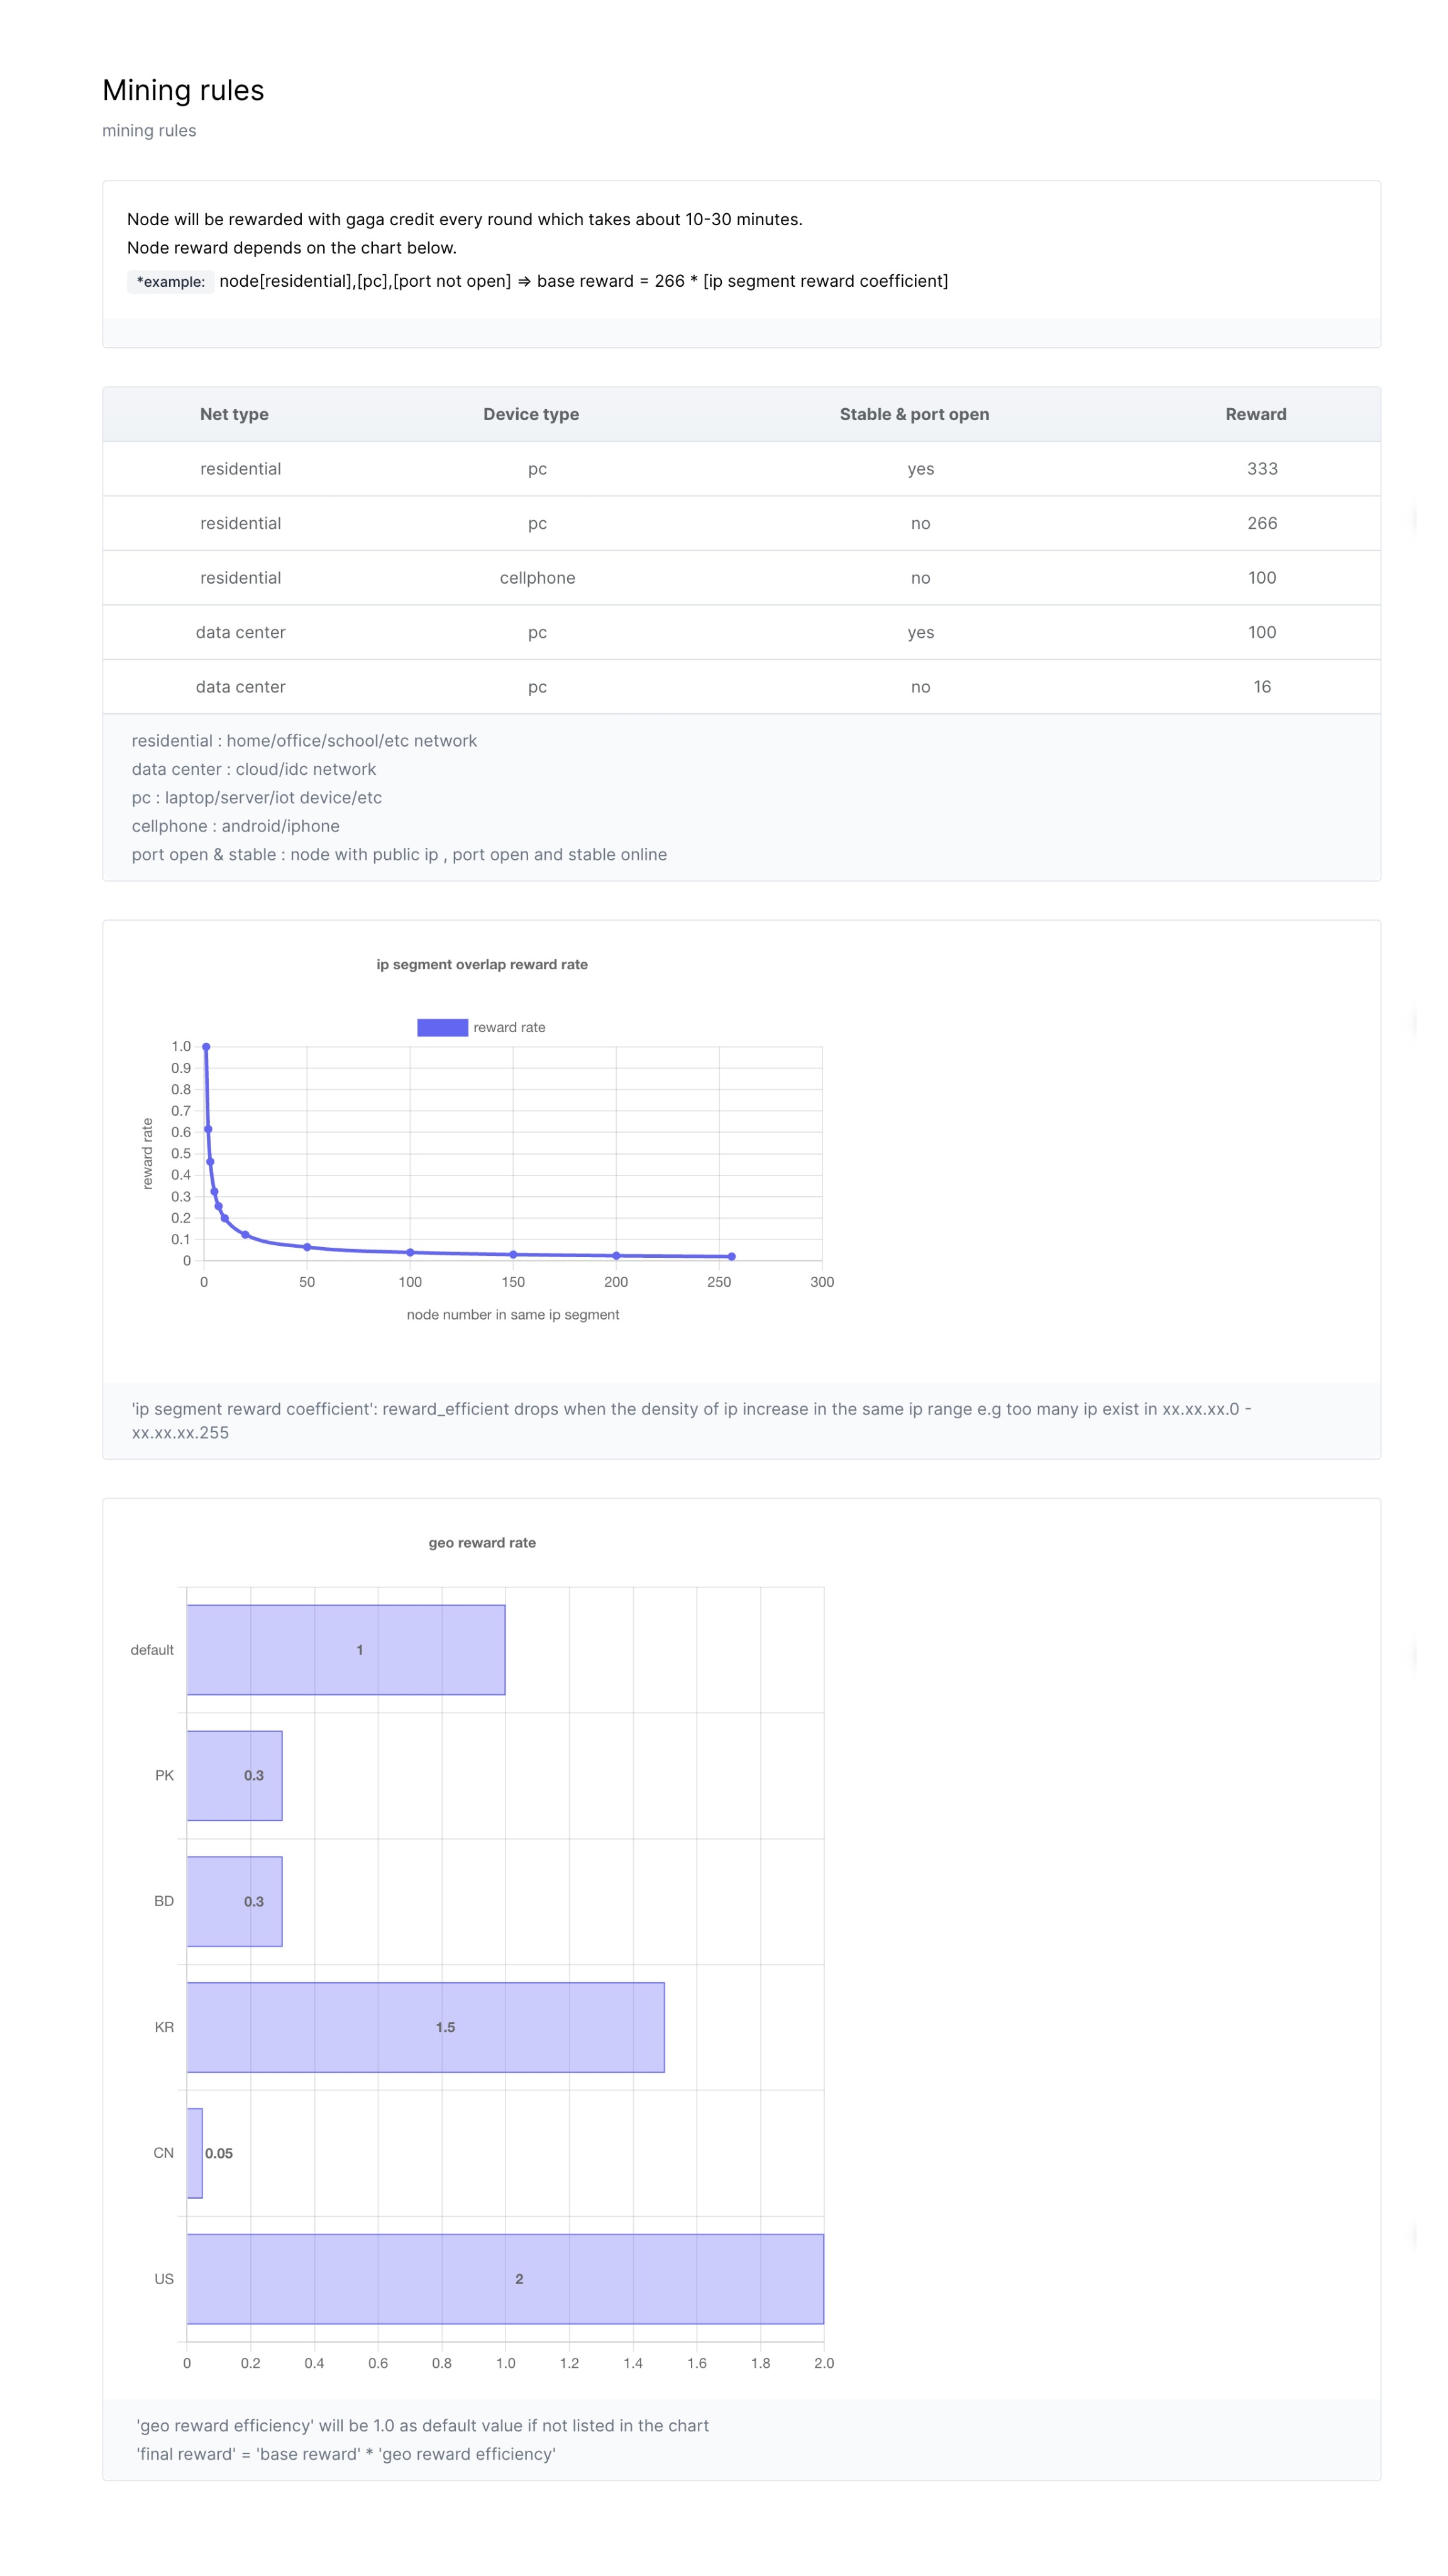 Mining rules
mining rules
Node will be rewarded with gaga credit every round which takes about 10-30 minutes.
Node reward depends on the chart below.
*example: node[residential],[pc],[port not open] => base reward = 266 * [ip segment reward coefficient]
Net type Device type Stable & port open Reward
residential pc yes 333
residential pc no 266
residential cellphone no 100
data center pc yes 100
data center pc no 16
residential : home/office/school/etc network
data center : cloud/idc network
pc : laptop/server/iot device/etc
cellphone : android/iphone
port open & stable : node with public ip , port open and stable online
ip segment overlap reward rate
reward rate
1.0
0.9
0.8
0.7
0.6
0.5
0.4
0.3
0.2
0.1
0
reward rate
0 50 100 150 200 250 300
node number in same ip segment
'ip segment reward coefficient': reward_efficient drops when the density of ip increase in the same ip range e.g too many ip exist in xx.xx.xx.0 -
xx.xx.xx.255
geo reward rate
default 1
PK 0.3
BD 0.3
KR 1.5
CN 0.05
US 2
0 0.2 0.4 0.6 0.8 1.0 1.2 1.4 1.6 1.8 2.0
'geo reward efficiency' will be 1.0 as default value if not listed in the chart
'final reward' = 'base reward' * 'geo reward efficiency'